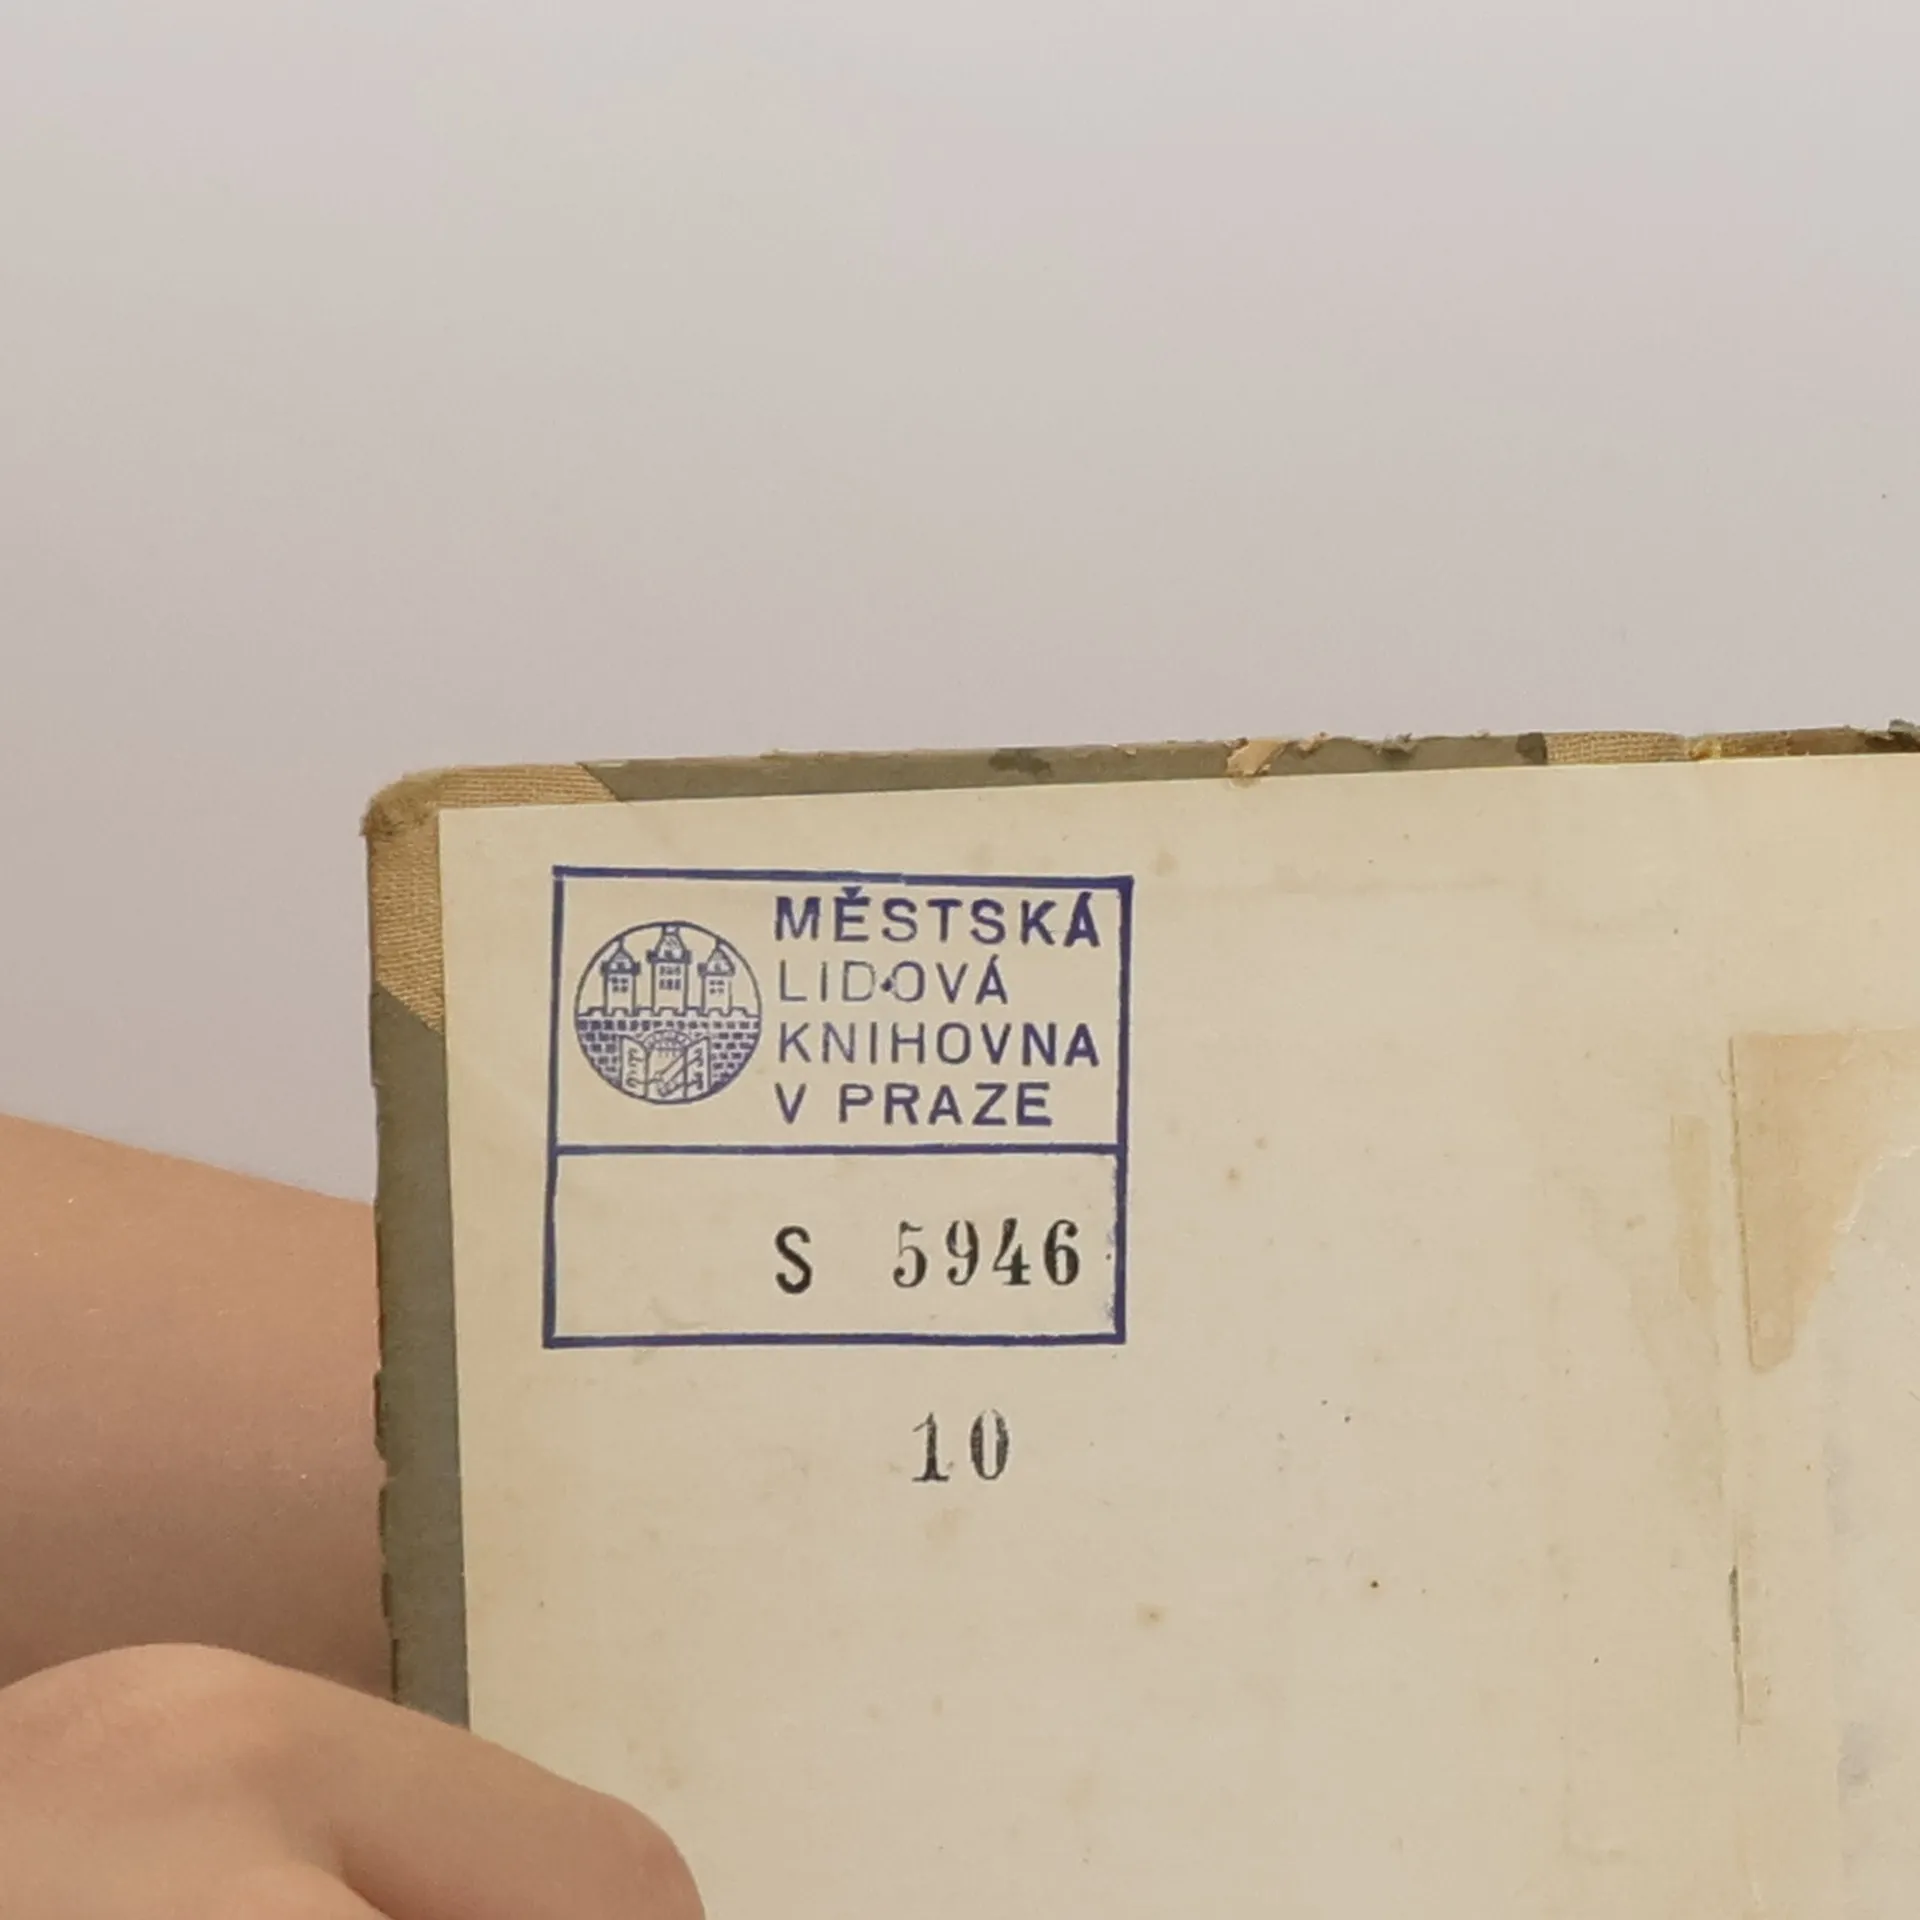 MĚSTSKÁ
LIDOVÁ
KNIHOVNA
V PRAZE
S 5946
10